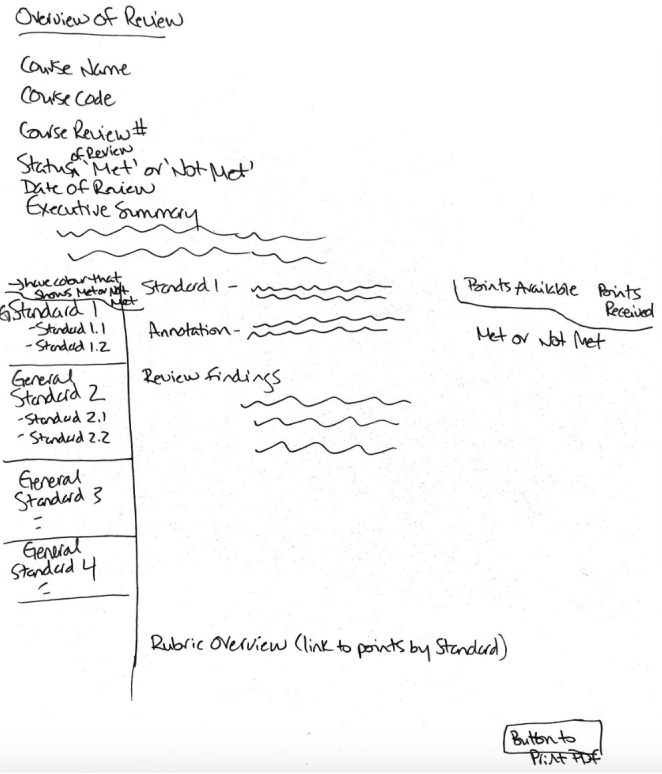 Overview of Review
Course Name
Course Code
Course Review #
of Review
Status, 'Met' or 'Not Met'
Date of Review
Executive Summary
→ have colour that
shows Met or Not
Met
G Standard 1
- Standard 1.1
- Standard 1.2
Standard 1 -
Annotation -
Review findings
Points Available Points
Received
Met or Not Met
General
Standard 2
- Standard 2.1
- Standard 2.2
General
Standard 3
General
Standard 4
Rubric Overview (link to points by Standard)
Button to
Print PDF